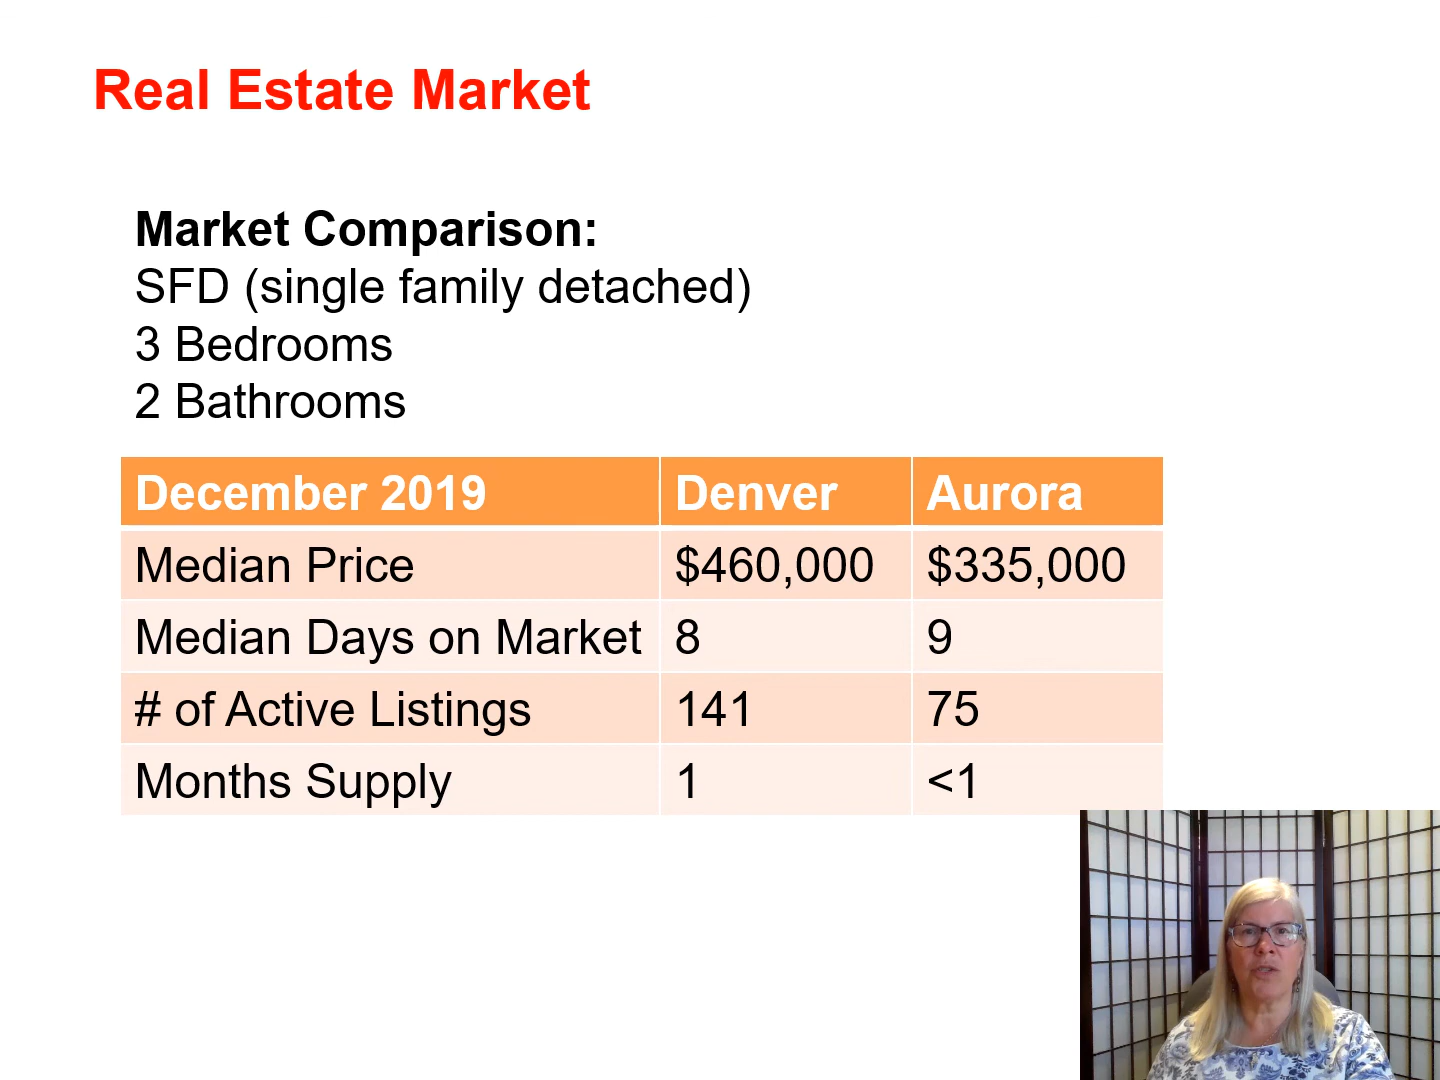 Real Estate Market
Market Comparison:
SFD (single family detached)
3 Bedrooms
2 Bathrooms
December 2019 Denver Aurora
Median Price $460,000 $335,000
Median Days on Market 8 9
# of Active Listings 141 75
Months Supply 1 <1